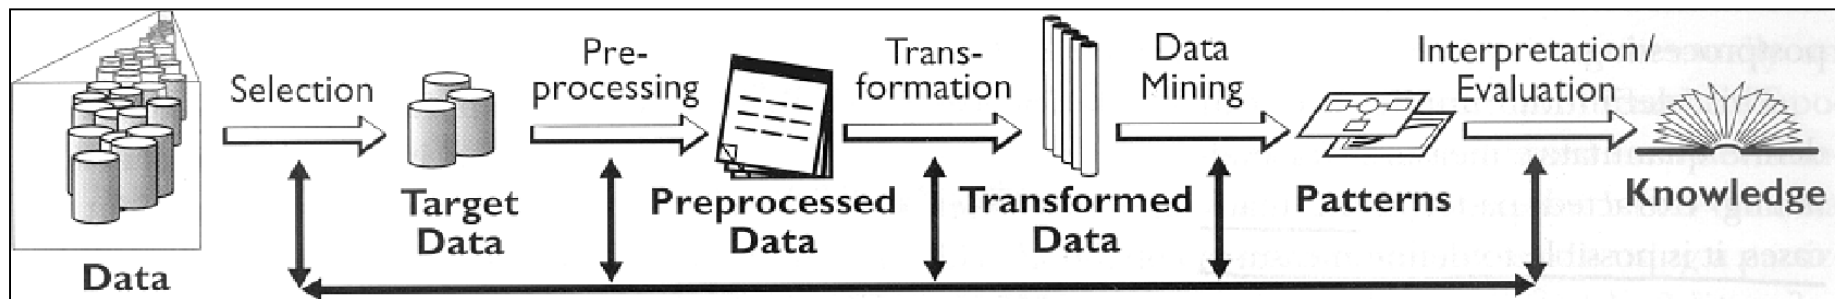 Selection
Pre-
processing
Trans-
formation
Data
Mining
Interpretation/
Evaluation
Data
Target
Data
Preprocessed
Data
Transformed
Data
Patterns
Knowledge